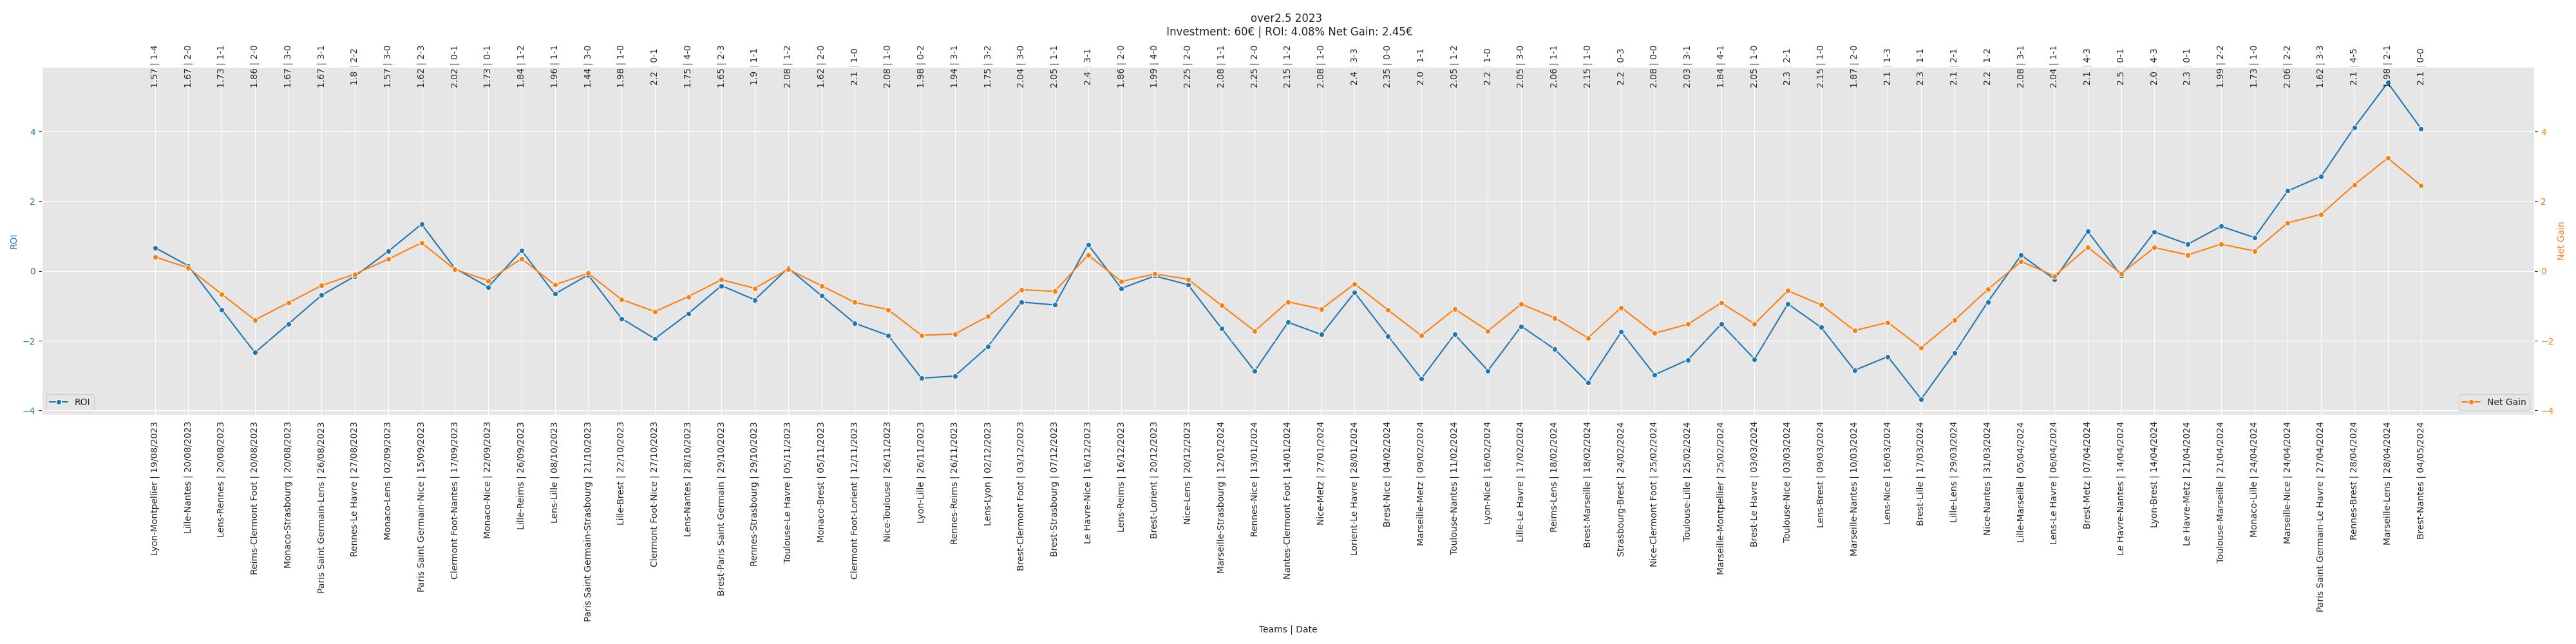 over2.5 2023
Investment: 60€ | ROI: 4.08% Net Gain: 2.45€
1.57 | 1-4
1.67 | 2-0
1.73 | 1-1
1.86 | 2-0
1.67 | 3-0
1.67 | 3-1
1.8 | 2-2
1.57 | 3-0
1.62 | 2-3
2.02 | 0-1
1.73 | 0-1
1.84 | 1-2
1.96 | 1-1
1.44 | 3-0
1.98 | 1-0
2.2 | 0-1
1.75 | 4-0
1.65 | 2-3
1.9 | 1-1
2.08 | 1-2
1.62 | 2-0
2.1 | 1-0
2.08 | 1-0
1.98 | 0-2
1.94 | 3-1
1.75 | 3-2
2.04 | 3-0
2.05 | 1-1
2.4 | 3-1
1.86 | 2-0
1.99 | 4-0
2.25 | 2-0
2.08 | 1-1
2.25 | 2-0
2.15 | 1-2
2.08 | 1-0
2.4 | 3-3
2.35 | 0-0
2.0 | 1-1
2.05 | 1-2
2.2 | 1-0
2.05 | 3-0
2.06 | 1-1
2.15 | 1-0
2.2 | 0-3
2.08 | 0-0
2.03 | 3-1
1.84 | 4-1
2.05 | 1-0
2.3 | 2-1
2.15 | 1-0
1.87 | 2-0
2.1 | 1-3
2.3 | 1-1
2.1 | 2-1
2.2 | 1-2
2.08 | 3-1
2.04 | 1-1
2.1 | 4-3
2.5 | 0-1
2.0 | 4-3
2.3 | 0-1
1.99 | 2-2
1.73 | 1-0
2.06 | 2-2
1.62 | 3-3
2.1 | 4-5
1.98 | 2-1
2.1 | 0-0
4
2
0
−2
−4
ROI
4
2
0
−2
−4
Net Gain
ROI
Net Gain
Lyon-Montpellier | 19/08/2023
Lille-Nantes | 20/08/2023
Lens-Rennes | 20/08/2023
Reims-Clermont Foot | 20/08/2023
Monaco-Strasbourg | 20/08/2023
Paris Saint Germain-Lens | 26/08/2023
Rennes-Le Havre | 27/08/2023
Monaco-Lens | 02/09/2023
Paris Saint Germain-Nice | 15/09/2023
Clermont Foot-Nantes | 17/09/2023
Monaco-Nice | 22/09/2023
Lille-Reims | 26/09/2023
Lens-Lille | 08/10/2023
Paris Saint Germain-Strasbourg | 21/10/2023
Lille-Brest | 22/10/2023
Clermont Foot-Nice | 27/10/2023
Lens-Nantes | 28/10/2023
Brest-Paris Saint Germain | 29/10/2023
Rennes-Strasbourg | 29/10/2023
Toulouse-Le Havre | 05/11/2023
Monaco-Brest | 05/11/2023
Clermont Foot-Lorient | 12/11/2023
Nice-Toulouse | 26/11/2023
Lyon-Lille | 26/11/2023
Rennes-Reims | 26/11/2023
Lens-Lyon | 02/12/2023
Brest-Clermont Foot | 03/12/2023
Brest-Strasbourg | 07/12/2023
Le Havre-Nice | 16/12/2023
Lens-Reims | 16/12/2023
Brest-Lorient | 20/12/2023
Nice-Lens | 20/12/2023
Marseille-Strasbourg | 12/01/2024
Rennes-Nice | 13/01/2024
Nantes-Clermont Foot | 14/01/2024
Nice-Metz | 27/01/2024
Lorient-Le Havre | 28/01/2024
Brest-Nice | 04/02/2024
Marseille-Metz | 09/02/2024
Toulouse-Nantes | 11/02/2024
Lyon-Nice | 16/02/2024
Lille-Le Havre | 17/02/2024
Reims-Lens | 18/02/2024
Brest-Marseille | 18/02/2024
Strasbourg-Brest | 24/02/2024
Nice-Clermont Foot | 25/02/2024
Toulouse-Lille | 25/02/2024
Marseille-Montpellier | 25/02/2024
Brest-Le Havre | 03/03/2024
Toulouse-Nice | 03/03/2024
Lens-Brest | 09/03/2024
Marseille-Nantes | 10/03/2024
Lens-Nice | 16/03/2024
Brest-Lille | 17/03/2024
Lille-Lens | 29/03/2024
Nice-Nantes | 31/03/2024
Lille-Marseille | 05/04/2024
Lens-Le Havre | 06/04/2024
Brest-Metz | 07/04/2024
Le Havre-Nantes | 14/04/2024
Lyon-Brest | 14/04/2024
Le Havre-Metz | 21/04/2024
Toulouse-Marseille | 21/04/2024
Monaco-Lille | 24/04/2024
Marseille-Nice | 24/04/2024
Paris Saint Germain-Le Havre | 27/04/2024
Rennes-Brest | 28/04/2024
Marseille-Lens | 28/04/2024
Brest-Nantes | 04/05/2024
Teams | Date